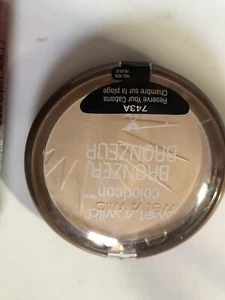 wet n wild
coloricon
BRONZER
BRONZEUR
743A
Reserve Your Cabana
Chambre sur la plage